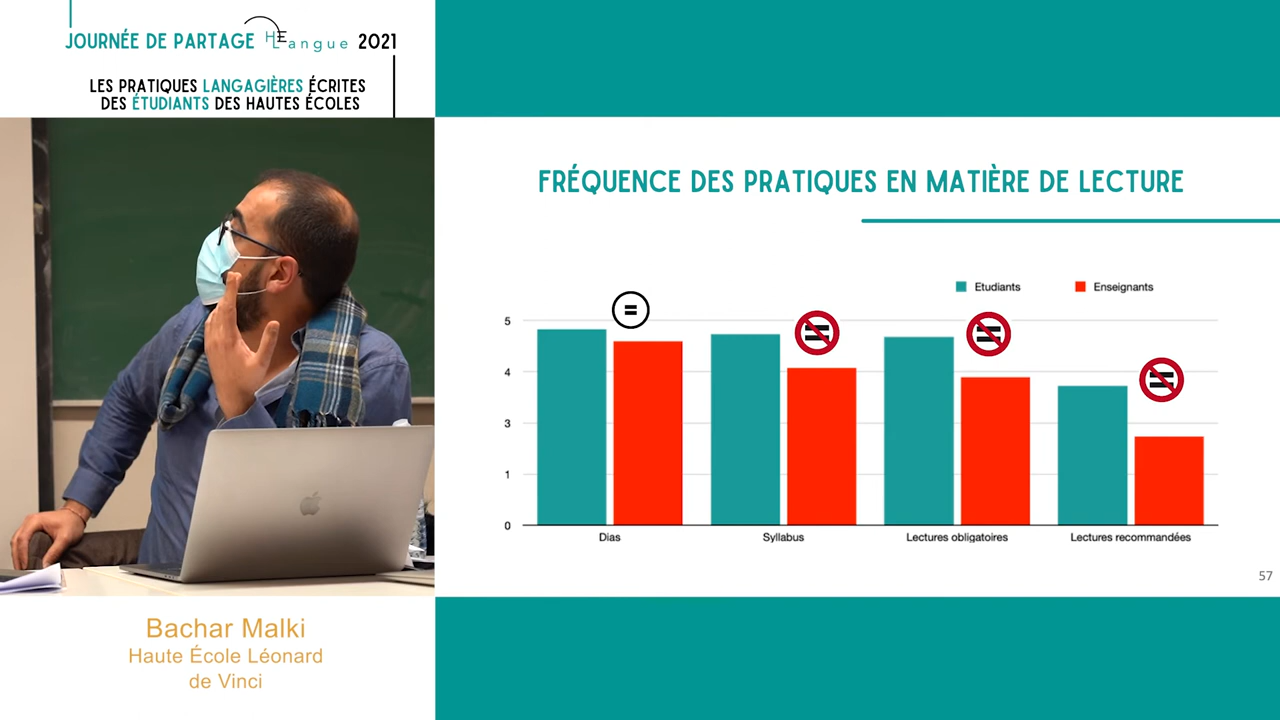 JOURNÉE DE PARTAGE HELangue 2021
LES PRATIQUES LANGAGIÈRES ÉCRITES
DES ÉTUDIANTS DES HAUTES ÉCOLES
FRÉQUENCE DES PRATIQUES EN MATIÈRE DE LECTURE
Etudiants
Enseignants
5
4
3
1
0
Dias
Syllabus
Lectures obligatoires
Lectures recommandées
57
Bachar Malki
Haute École Léonard
de Vinci